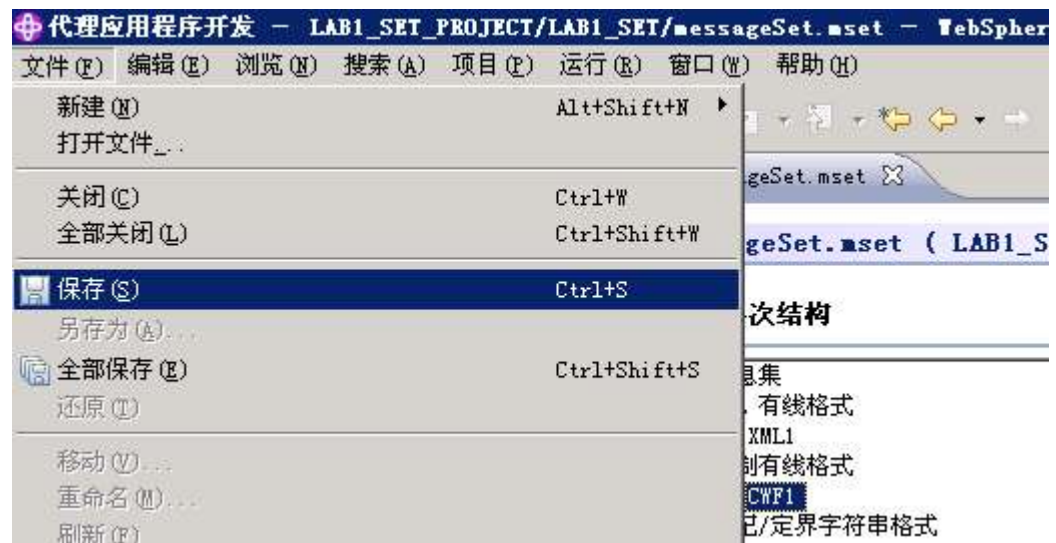 代理应用程序开发 - LAB1_SET_PROJECT/LAB1_SET/messageSet.mset - WebSpher
文件(F) 编辑(E) 浏览(N) 搜索(A) 项目(P) 运行(R) 窗口(W) 帮助(H)
新建(N) Alt+Shift+N
打开文件_..
geSet.mset
关闭(C) Ctrl+W
全部关闭(L) Ctrl+Shift+W
geSet.mset ( LAB1_S
保存(S) Ctrl+S
次结构
另存为(A)...
全部保存(E) Ctrl+Shift+S
息集
还原(T)
有线格式
XML1
移动(V)...
制有线格式
重命名(M)...
CWF1
记/定界字符串格式
刷新(F)